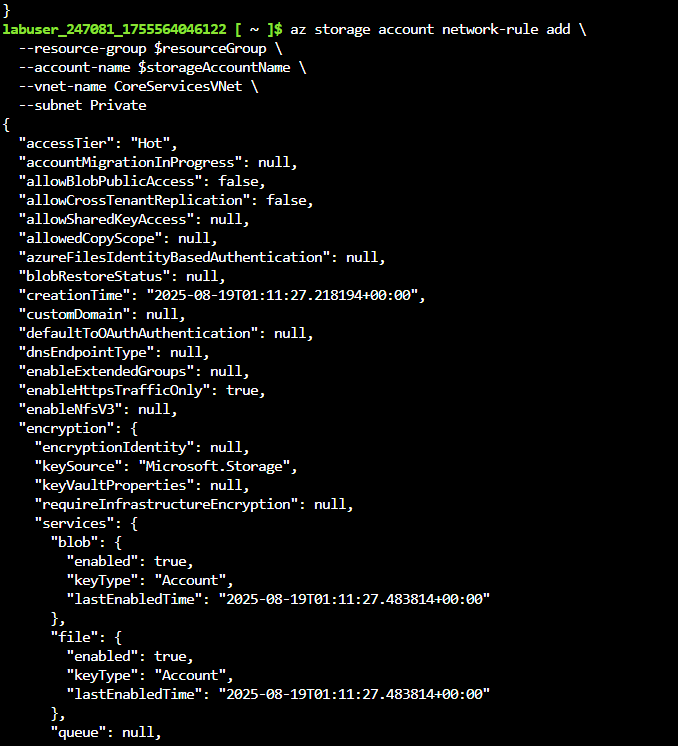 }
labuser_247081_1755564046122 [ ~ ]$ az storage account network-rule add \
  --resource-group $resourceGroup \
  --account-name $storageAccountName \
  --vnet-name CoreServicesVNet \
  --subnet Private
{
  "accessTier": "Hot",
  "accountMigrationInProgress": null,
  "allowBlobPublicAccess": false,
  "allowCrossTenantReplication": false,
  "allowSharedKeyAccess": null,
  "allowedCopyScope": null,
  "azureFilesIdentityBasedAuthentication": null,
  "blobRestoreStatus": null,
  "creationTime": "2025-08-19T01:11:27.218194+00:00",
  "customDomain": null,
  "defaultToOAuthAuthentication": null,
  "dnsEndpointType": null,
  "enableExtendedGroups": null,
  "enableHttpsTrafficOnly": true,
  "enableNfsV3": null,
  "encryption": {
    "encryptionIdentity": null,
    "keySource": "Microsoft.Storage",
    "keyVaultProperties": null,
    "requireInfrastructureEncryption": null,
    "services": {
      "blob": {
        "enabled": true,
        "keyType": "Account",
        "lastEnabledTime": "2025-08-19T01:11:27.483814+00:00"
      },
      "file": {
        "enabled": true,
        "keyType": "Account",
        "lastEnabledTime": "2025-08-19T01:11:27.483814+00:00"
      },
      "queue": null,